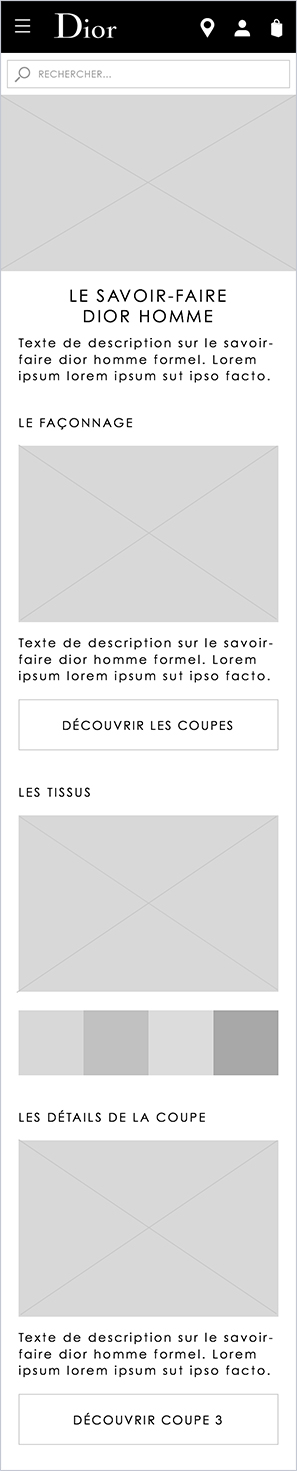 Dior
RECHERCHER...
LE SAVOIR-FAIRE
DIOR HOMME
Texte de description sur le savoir-
faire dior homme formel. Lorem
ipsum lorem ipsum sut ipso facto.
LE FAÇONNAGE
Texte de description sur le savoir-
faire dior homme formel. Lorem
ipsum lorem ipsum sut ipso facto.
DÉCOUVRIR LES COUPES
LES TISSUS
LES DÉTAILS DE LA COUPE
Texte de description sur le savoir-
faire dior homme formel. Lorem
ipsum lorem ipsum sut ipso facto.
DÉCOUVRIR COUPE 3